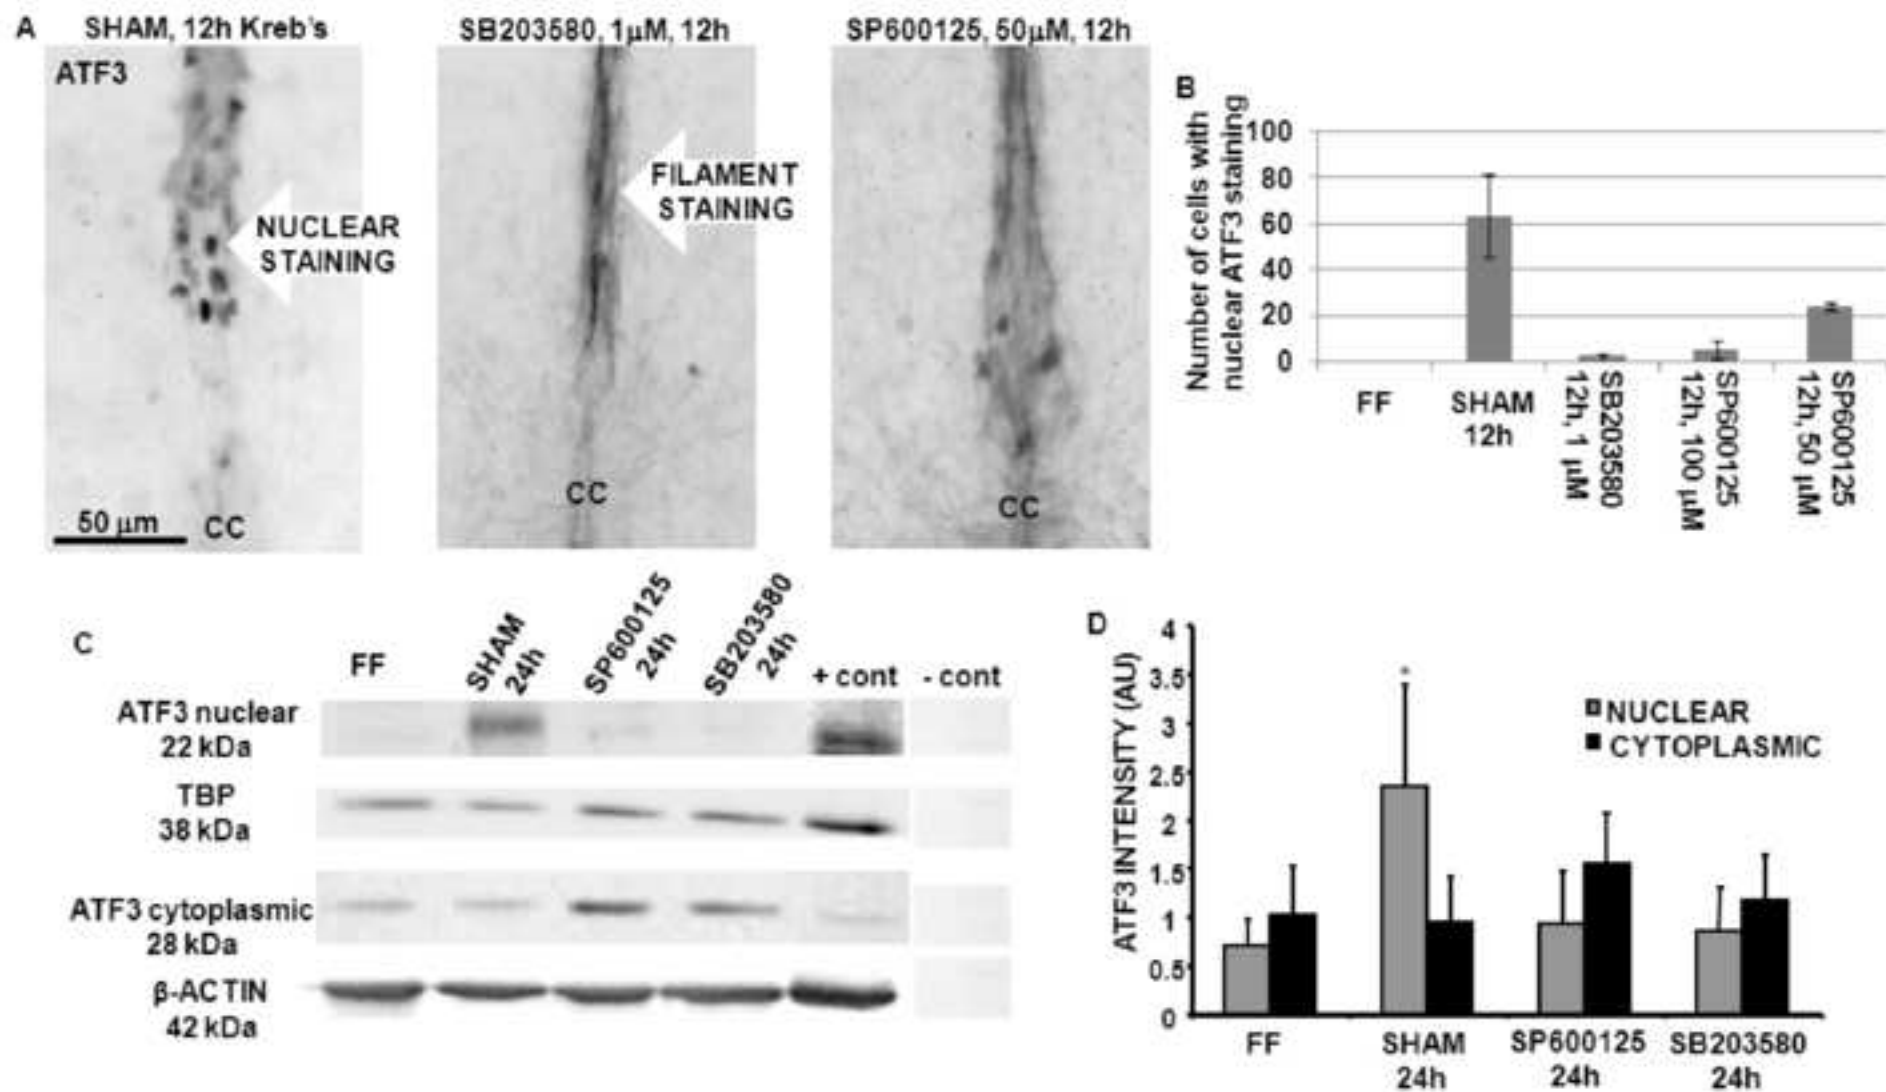 A
SHAM, 12h Kreb's
SB203580, 1μM, 12h
SP600125, 50μM, 12h
ATF3
NUCLEAR
STAINING
FILAMENT
STAINING
50 μm
CC
CC
CC
B
Number of cells with
nuclear ATF3 staining
100
80
60
40
20
0
FF
SHAM
12h
SB203580
12h, 1 μM
SP600125
12h, 100 μM
SP600125
12h, 50 μM
C
FF
SHAM
24h
SP600125
24h
SB203580
24h
+ cont
- cont
ATF3 nuclear
22 kDa
TBP
38 kDa
ATF3 cytoplasmic
28 kDa
β-ACTIN
42 kDa
D
ATF3 INTENSITY (AU)
4
3.5
3
2.5
2
1.5
1
0.5
0
*
NUCLEAR
CYTOPLASMIC
FF
SHAM
24h
SP600125
24h
SB203580
24h